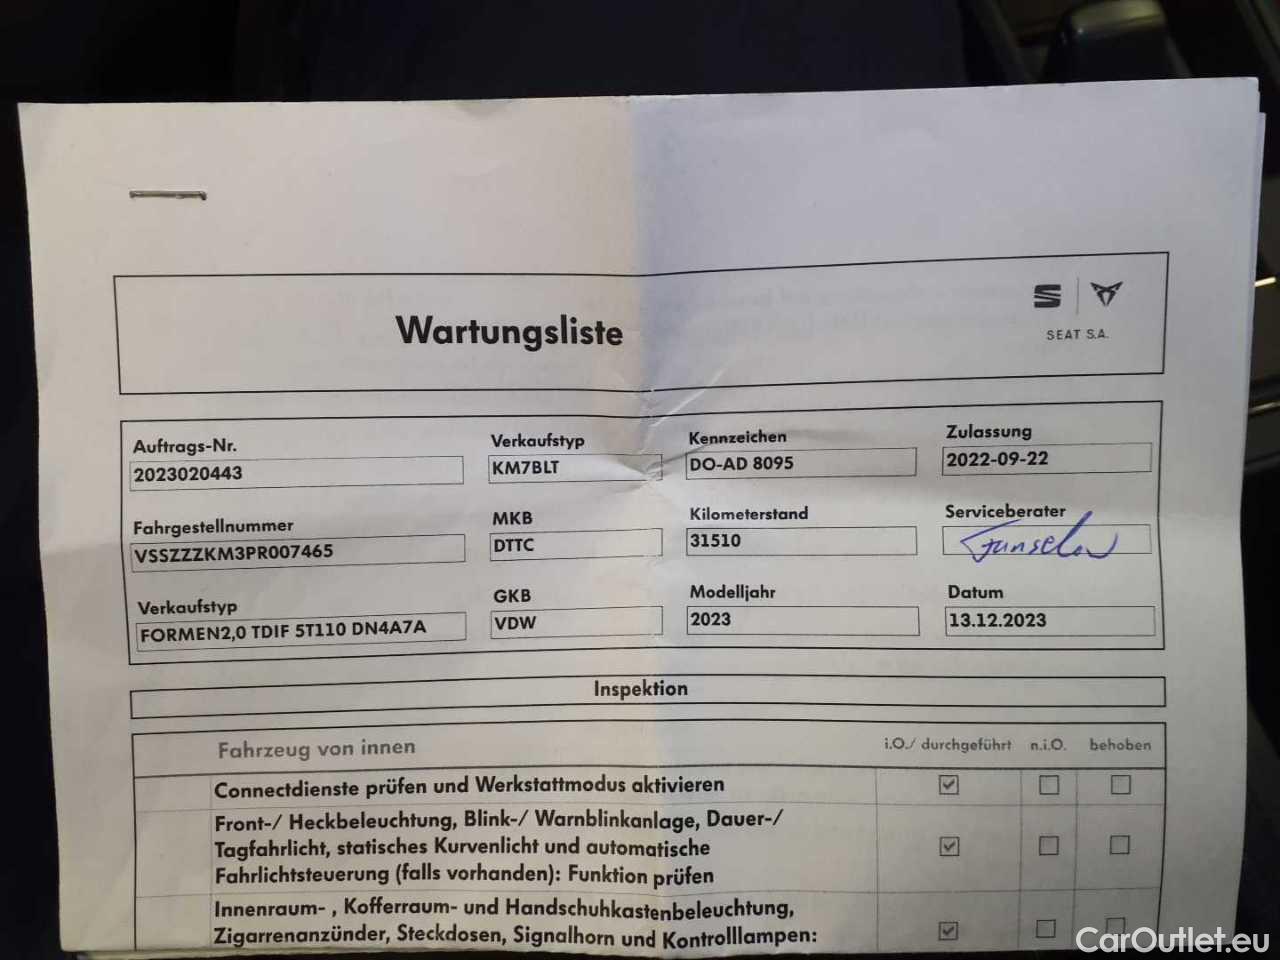 Wartungsliste
SEAT S.A.
Auftrags-Nr. Verkaufstyp Kennzeichen Zulassung
2023020443 KM7BLT DO-AD 8095 2022-09-22
Fahrgestellnummer MKB Kilometerstand Serviceberater
VSSZZZKM3PR007465 DTTC 31510
Verkaufstyp GKB Modelljahr Datum
FORMEN2,0 TDIF 5T110 DN4A7A VDW 2023 13.12.2023
Inspektion
Fahrzeug von innen i.O./ durchgeführt n.i.O. behoben
Connectdienste prüfen und Werkstattmodus aktivieren
Front-/ Heckbeleuchtung, Blink-/ Warnblinkanlage, Dauer-/
Tagfahrlicht, statisches Kurvenlicht und automatische
Fahrlichtsteuerung (falls vorhanden): Funktion prüfen
Innenraum- , Kofferraum- und Handschuhkastenbeleuchtung,
Zigarrenanzünder, Steckdosen, Signalhorn und Kontrolllampen:
CarOutlet.eu